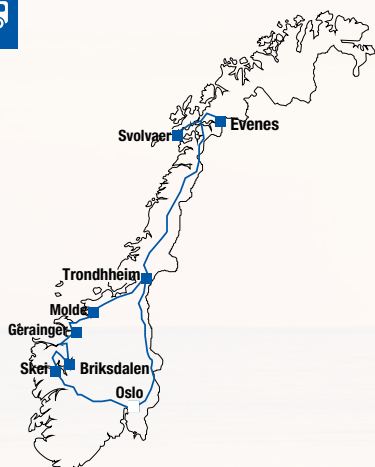 Evenes
Svolvaer
Trondhheim
Molde
Gêrainger
Skei
Briksdalen
Oslo